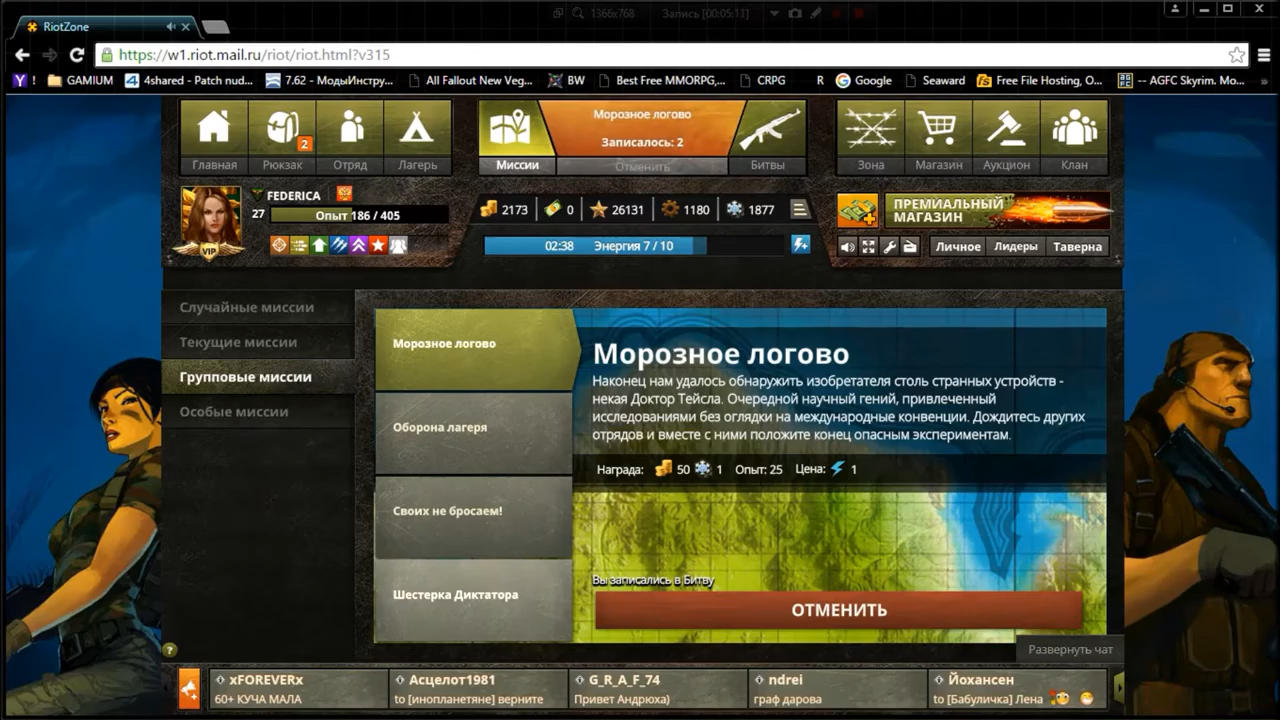 1366x768 Запись [00:05:11]
RiotZone
https://w1.riot.mail.ru/riot/riot.html?v315
! GAMIUM 4shared - Patch nud... 7.62 - МодыИнстру... All Fallout New Veg... BW Best Free MMORPG,... CRPG R Google Seaward Free File Hosting, O... -- AGFC Skyrim. Mo... »
Главная
2
Рюкзак
Отряд
Лагерь
Миссии
Морозное логово
Записалось: 2
Отменить
Битвы
Зона
Магазин
Аукцион
Клан
FEDERICA
27 Опыт 186 / 405
VIP
2173 0 26131 1180 1877
02:38 Энергия 7 / 10
ПРЕМИАЛЬНЫЙ
МАГАЗИН
Личное Лидеры Таверна
Случайные миссии
Текущие миссии
Групповые миссии
Особые миссии
Морозное логово
Оборона лагеря
Своих не бросаем!
Шестерка Диктатора
Морозное логово
Наконец нам удалось обнаружить изобретателя столь странных устройств -
некая Доктор Тейсла. Очередной научный гений, привлеченный
исследованиями без оглядки на международные конвенции. Дождитесь других
отрядов и вместе с ними положите конец опасным экспериментам.
Награда: 50 1 Опыт: 25 Цена: 1
Вы записались в Битву
ОТМЕНИТЬ
Развернуть чат
?
xFOREVERx
60+ КУЧА МАЛА
Асцелот1981
to [инопланетяне] верните
G_R_A_F_74
Привет Андрюха)
ndrei
граф дарова
Йохансен
to [Бабуличка] Лена